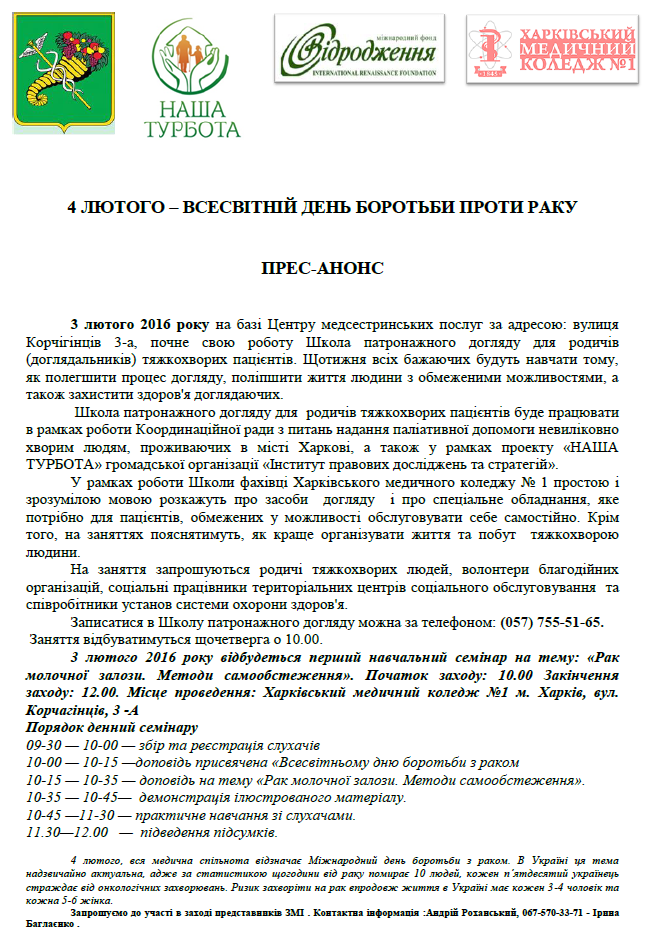 НАША
ТУРБОТА
міжнародний фонд
Відродження
INTERNATIONAL RENAISSANCE FOUNDATION
ХАРКІВСЬКИЙ
МЕДИЧНИЙ
КОЛЕДЖ №1
1845
4 ЛЮТОГО – ВСЕСВІТНІЙ ДЕНЬ БОРОТЬБИ ПРОТИ РАКУ
ПРЕС-АНОНС
3 лютого 2016 року на базі Центру медсестринських послуг за адресою: вулиця
Корчігінців 3-а, почне свою роботу Школа патронажного догляду для родичів
(доглядальників) тяжкохворих пацієнтів. Щотижня всіх бажаючих будуть навчати тому,
як полегшити процес догляду, поліпшити життя людини з обмеженими можливостями, а
також захистити здоров'я доглядаючих.
Школа патронажного догляду для родичів тяжкохворих пацієнтів буде працювати
в рамках роботи Координаційної ради з питань надання паліативної допомоги невиліковно
хворим людям, проживаючих в місті Харкові, а також у рамках проекту «НАША
ТУРБОТА» громадської організації «Інститут правових досліджень та стратегій».
У рамках роботи Школи фахівці Харківського медичного коледжу № 1 простою і
зрозумілою мовою розкажуть про засоби догляду і про спеціальне обладнання, яке
потрібно для пацієнтів, обмежених у можливості обслуговувати себе самостійно. Крім
того, на заняттях пояснятимуть, як краще організувати життя та побут тяжкохворою
людини.
На заняття запрошуються родичі тяжкохворих людей, волонтери благодійних
організацій, соціальні працівники територіальних центрів соціального обслуговування та
співробітники установ системи охорони здоров'я.
Записатися в Школу патронажного догляду можна за телефоном: (057) 755-51-65.
Заняття відбуватимуться щочетверга о 10.00.
3 лютого 2016 року відбудеться перший навчальний семінар на тему: «Рак
молочної залози. Методи самообстеження». Початок заходу: 10.00 Закінчення
заходу: 12.00. Місце проведення: Харківський медичний коледж №1 м. Харків, вул.
Корчагінців, 3 -А
Порядок денний семінару
09-30 — 10-00 — збір та реєстрація слухачів
10-00 — 10-15 —доповідь присвячена «Всесвітньому дню боротьби з раком
10-15 — 10-35 — доповідь на тему «Рак молочної залози. Методи самообстеження».
10-35 — 10-45— демонстрація ілюстрованого матеріалу.
10-45 —11-30 — практичне навчання зі слухачами.
11.30—12.00 — підведення підсумків.
4 лютого, вся медична спільнота відзначає Міжнародний день боротьби з раком. В Україні ця тема
надзвичайно актуальна, адже за статистикою щогодини від раку помирає 10 людей, кожен п'ятдесятий українець
страждає від онкологічних захворювань. Ризик захворіти на рак впродовж життя в Україні має кожен 3-4 чоловік та
кожна 5-6 жінка.
Запрошуємо до участі в заході представників ЗМІ . Контактна інформація :Андрій Роханський, 067-570-33-71 - Ірина
Баглаєнко .